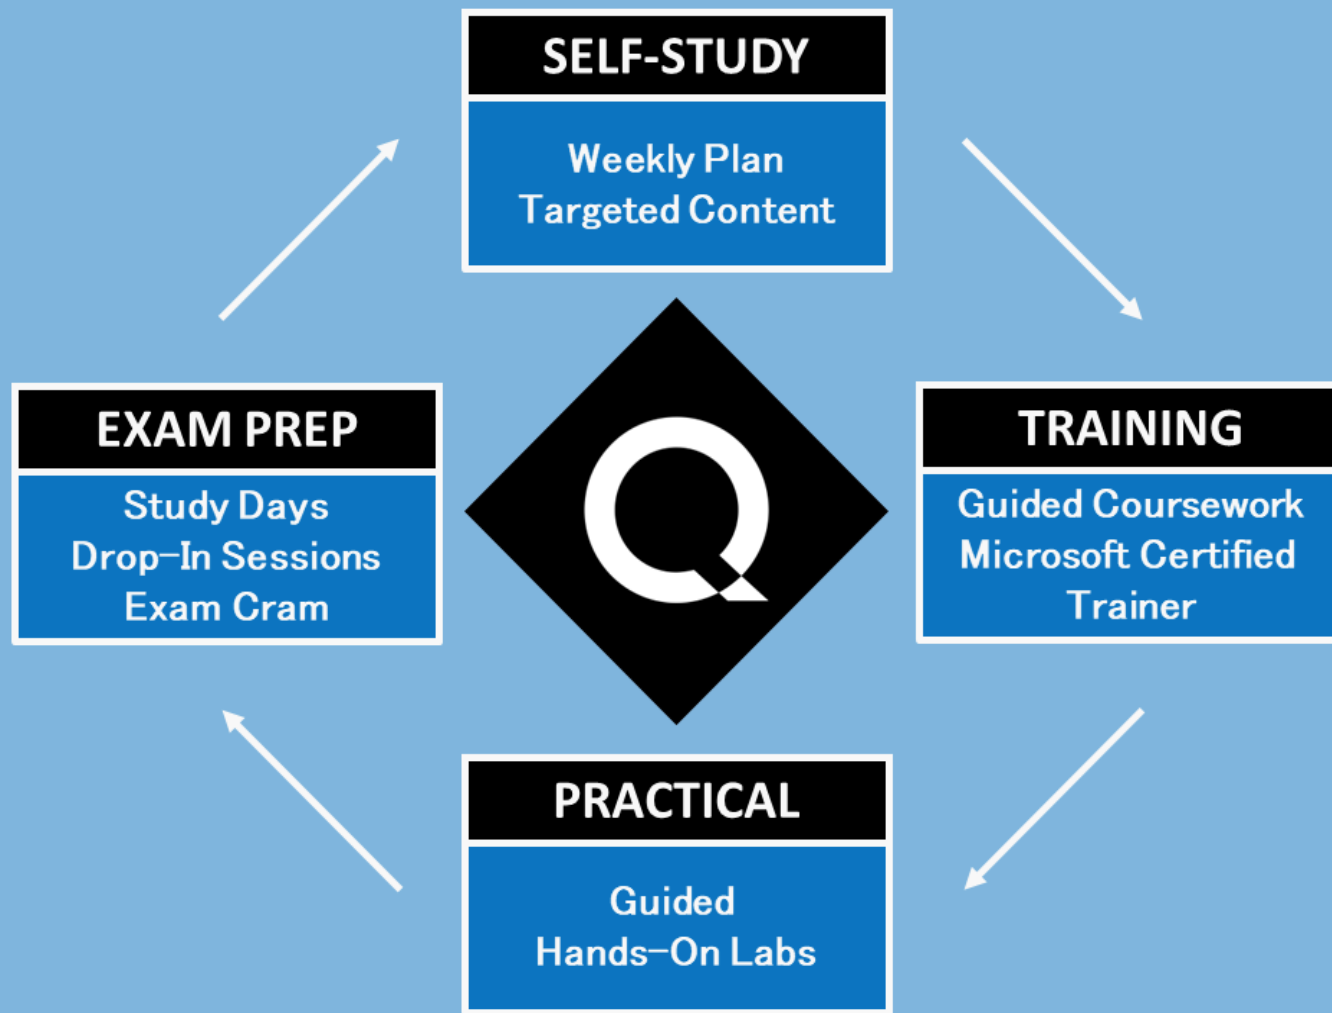 SELF-STUDY
Weekly Plan
Targeted Content
EXAM PREP
Study Days
Drop-In Sessions
Exam Cram
Q
TRAINING
Guided Coursework
Microsoft Certified
Trainer
PRACTICAL
Guided
Hands-On Labs